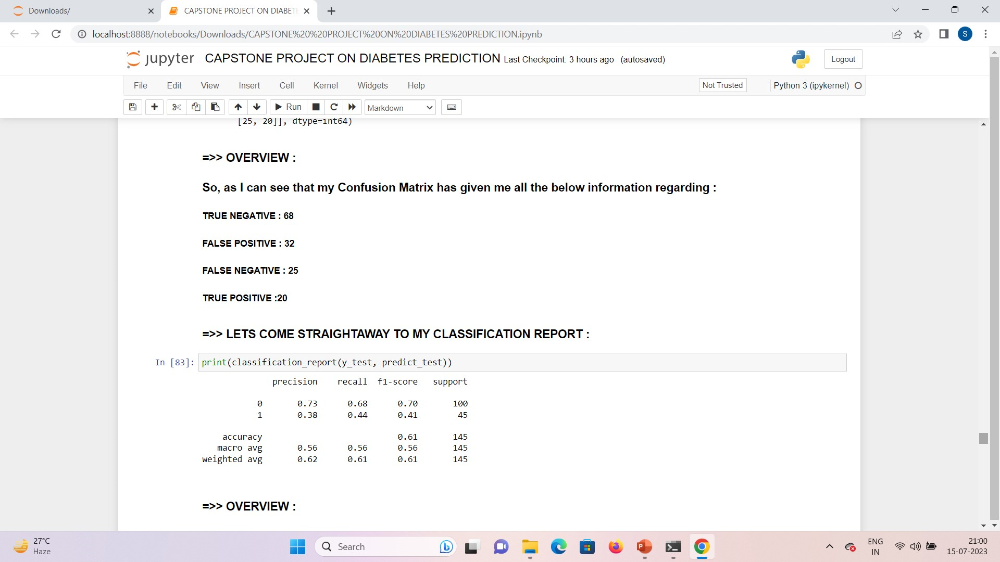 Downloads/
CAPSTONE PROJECT ON DIABET
localhost:8888/notebooks/Downloads/CAPSTONE%20%20PROJECT%20ON%20DIABETES%20PREDICTION.ipynb
S
jupyter CAPSTONE PROJECT ON DIABETES PREDICTION Last Checkpoint: 3 hours ago (autosaved)
Logout
File Edit View Insert Cell Kernel Widgets Help
Not Trusted
Python 3 (ipykernel)
Run
Markdown
[25, 20]], dtype=int64)
=>> OVERVIEW :
So, as I can see that my Confusion Matrix has given me all the below information regarding :
TRUE NEGATIVE : 68
FALSE POSITIVE : 32
FALSE NEGATIVE : 25
TRUE POSITIVE :20
=>> LETS COME STRAIGHTAWAY TO MY CLASSIFICATION REPORT :
In [83]: print(classification_report(y_test, predict_test))
precision recall f1-score support
0 0.73 0.68 0.70 100
1 0.38 0.44 0.41 45
accuracy 0.61 145
macro avg 0.56 0.56 0.56 145
weighted avg 0.62 0.61 0.61 145
=>> OVERVIEW :
27°C
Haze
Search
ENG
IN
21:00
15-07-2023